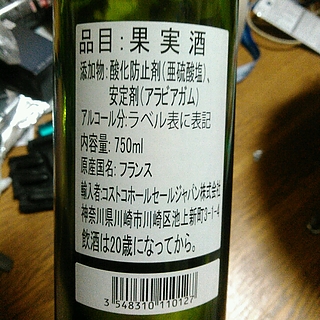 品目:果実酒
添加物:酸化防止剤(亜硫酸塩)、
安定剤(アラビアガム)
アルコール分:ラベル表に表記
内容量:750ml
原産国名:フランス
輸入者:コストコホールセールジャパン株式会社
神奈川県川崎市川崎区池上新町3-1-4
飲酒は20歳になってから。
3 548310 110127